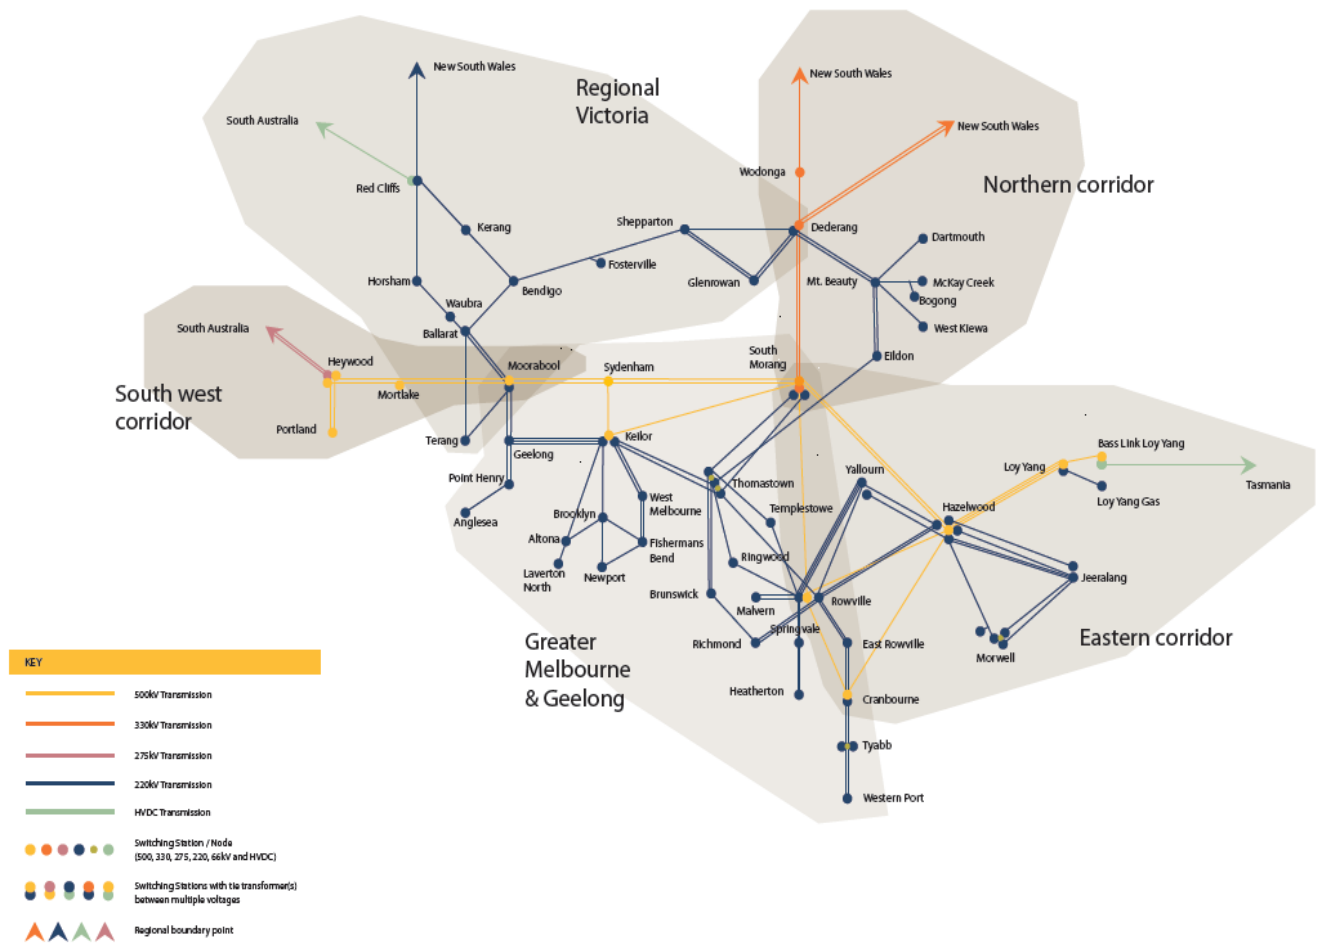 New South Wales
New South Wales
Regional
Victoria
South Australia
New South Wales
Wodonga
Red Cliffs
Northern corridor
Shepparton
Kerang
Dederang
Dartmouth
Fosterville
Horsham
Glenrowan
Mt. Beauty
McKay Creek
Bendigo
Bogong
Waubra
South Australia
Ballarat
West Kiewa
South
Morang
Eildon
Heywood
Moorabool
Sydenham
South west
corridor
Mortlake
Portland
Terang
Keilor
Geelong
Bass Link Loy Yang
Loy Yang
Yallourn
Point Henry
Thomastown
Tasmania
West
Melbourne
Loy Yang Gas
Anglesea
Brooklyn
Templestowe
Hazelwood
Altona
Fishermans
Bend
Ringwood
Laverton
North
Newport
Jeeralang
Brunswick
Malvern
Rowville
Springvale
Greater
Melbourne
& Geelong
Richmond
East Rowville
Eastern corridor
Morwell
Heatherton
Cranbourne
Tyabb
Western Port
KEY
500kV Transmission
330kV Transmission
275kV Transmission
220kV Transmission
HVDC Transmission
Switching Station / Node
(500, 330, 275, 220, 66kV and HVDC)
Switching Stations with tie transformer(s)
between multiple voltages
Regional boundary point